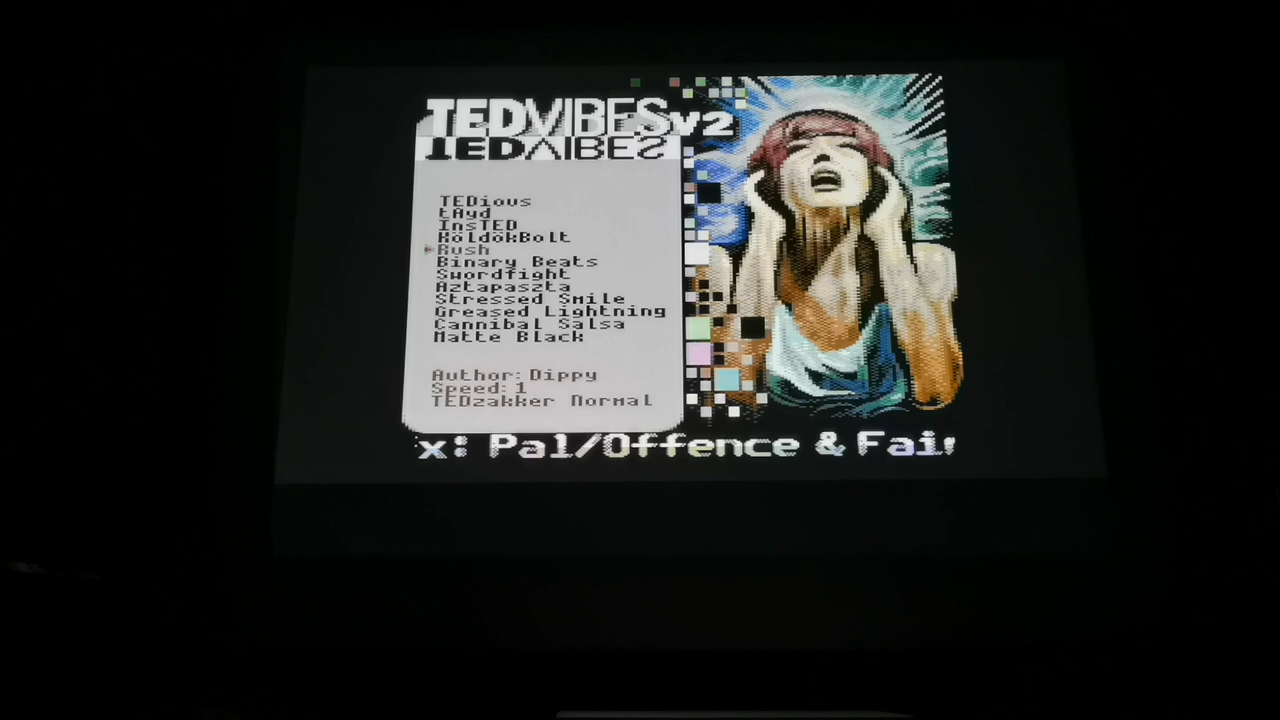 TEDVIBESv2
TEDVIBES
TEDious
tAyd
InsTED
KöldökBolt
Rush
Binary Beats
Swordfight
Aztapaszta
Stressed Smile
Greased Lightning
Cannibal Salsa
Matte Black
Author: Dippy
Speed: 1
TEDzakker Normal
x: Pal/Offence & Fai